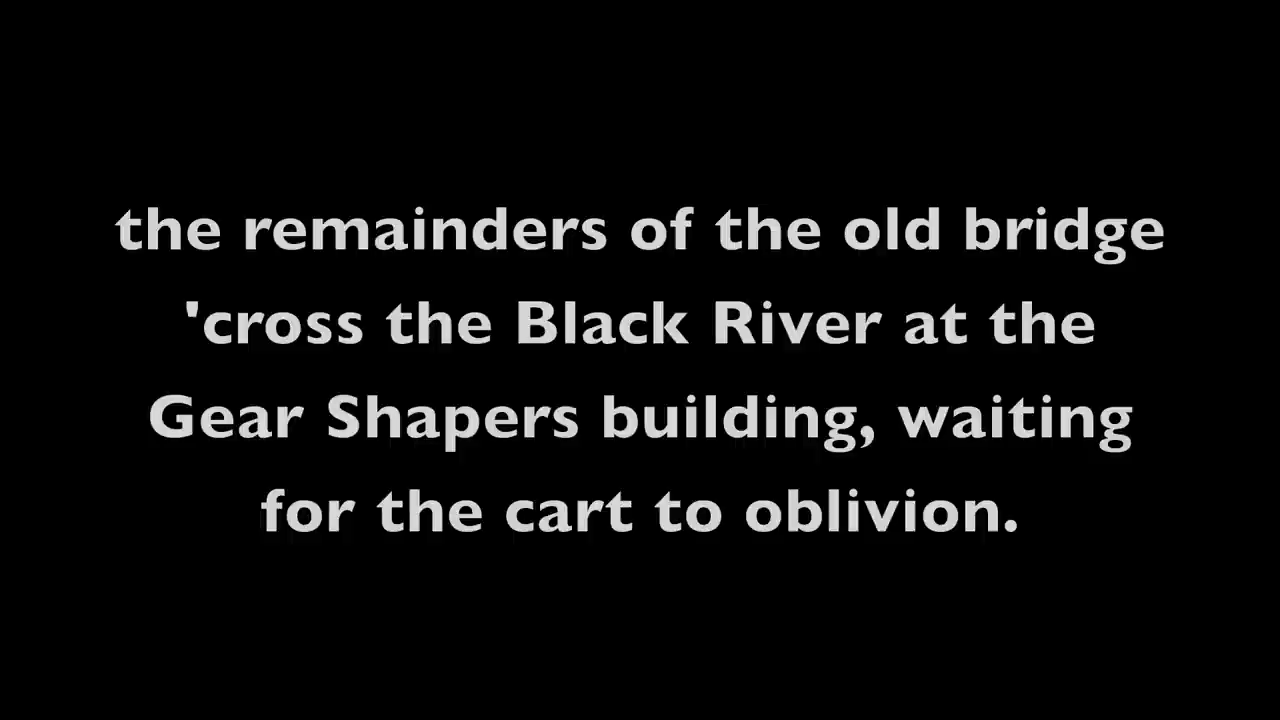 the remainders of the old bridge
'cross the Black River at the
Gear Shapers building, waiting
for the cart to oblivion.